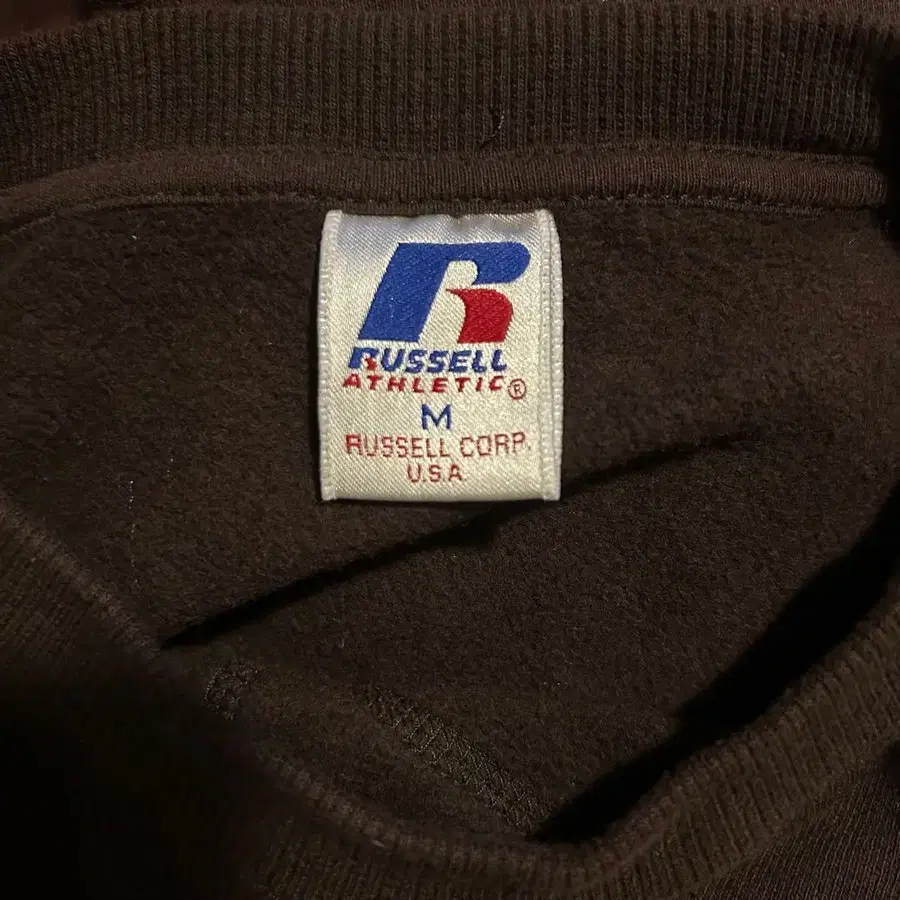 R
RUSSELL
ATHLETIC®
M
RUSSELL CORP.
U.S.A